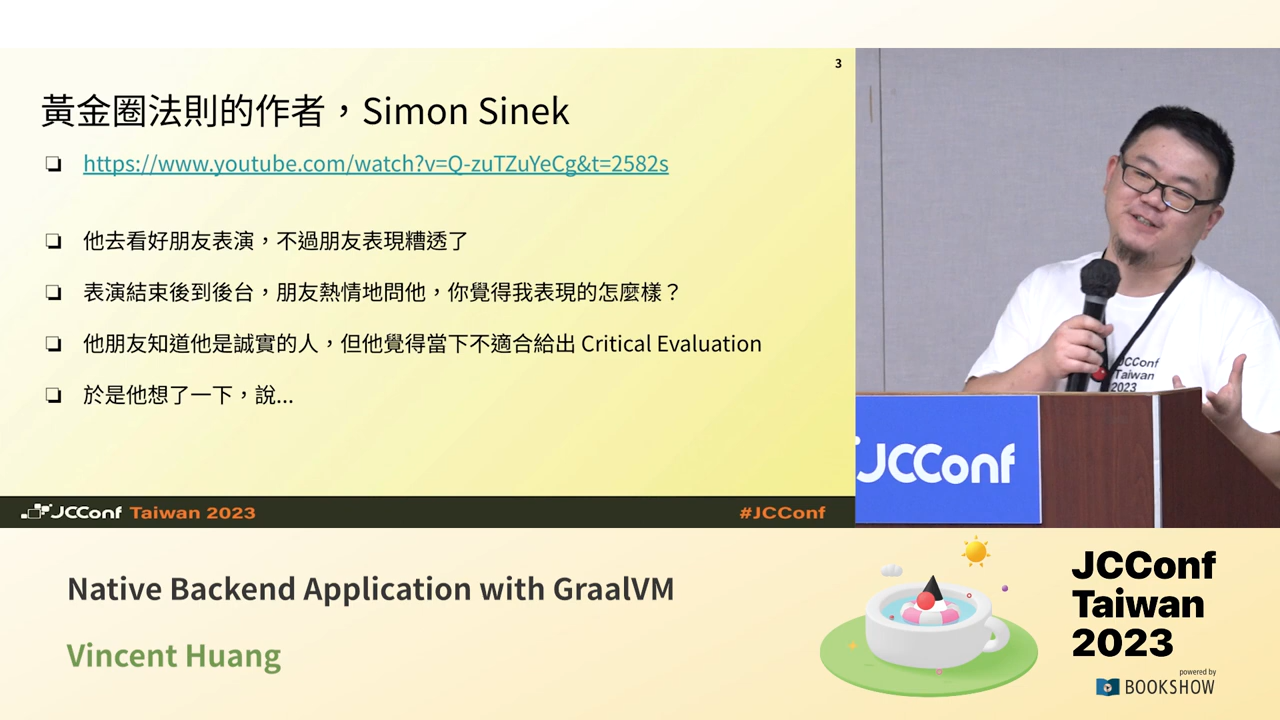 3
黃金圈法則的作者，Simon Sinek
❏ https://www.youtube.com/watch?v=Q-zuTZuYeCg&t=2582s
❏ 他去看好朋友表演，不過朋友表現糟透了
❏ 表演結束後到後台，朋友熱情地問他，你覺得我表現的怎麼樣？
❏ 他朋友知道他是誠實的人，但他覺得當下不適合給出 Critical Evaluation
❏ 於是他想了一下，說...
JCConf Taiwan 2023
#JCConf
JCConf
Taiwan
2023
JCConf
Native Backend Application with GraalVM
Vincent Huang
JCConf
Taiwan
2023
powered by
BOOKSHOW